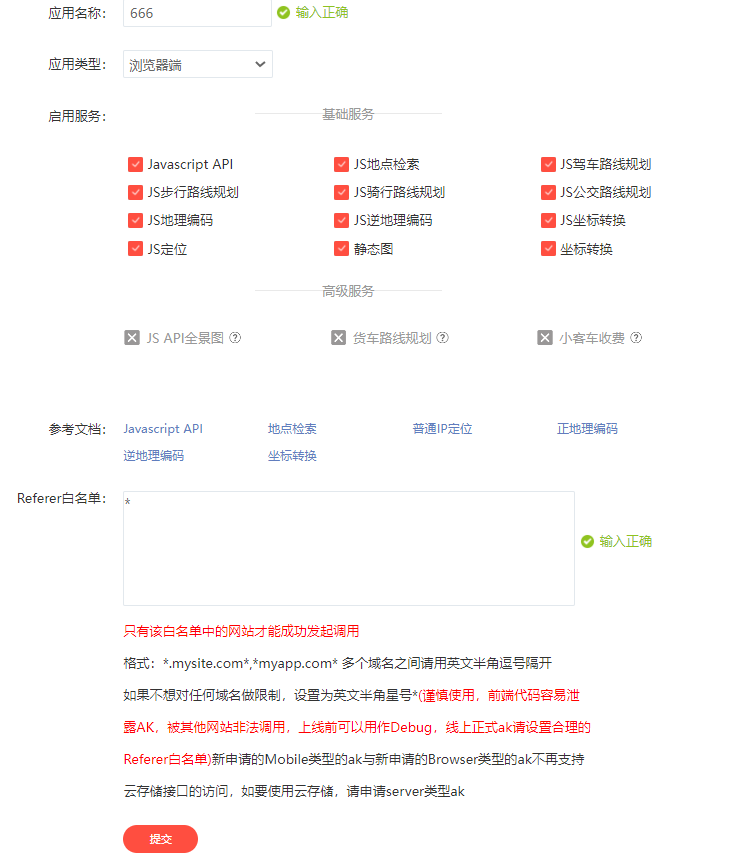 应用名称： 666 输入正确
应用类型： 浏览器端
启用服务： 基础服务
Javascript API JS地点检索 JS驾车路线规划
JS步行路线规划 JS骑行路线规划 JS公交路线规划
JS地理编码 JS逆地理编码 JS坐标转换
JS定位 静态图 坐标转换
高级服务
JS API全景图 ? 货车路线规划 ? 小客车收费 ?
参考文档： Javascript API 地点检索 普通IP定位 正地理编码
逆地理编码 坐标转换
Referer白名单： *
输入正确
只有该白名单中的网站才能成功发起调用
格式：*.mysite.com*,*myapp.com* 多个域名之间请用英文半角逗号隔开
如果不想对任何域名做限制，设置为英文半角星号*(谨慎使用，前端代码容易泄
露AK，被其他网站非法调用，上线前可以用作Debug，线上正式ak请设置合理的
Referer白名单)新申请的Mobile类型的ak与新申请的Browser类型的ak不再支持
云存储接口的访问，如要使用云存储，请申请server类型ak
提交